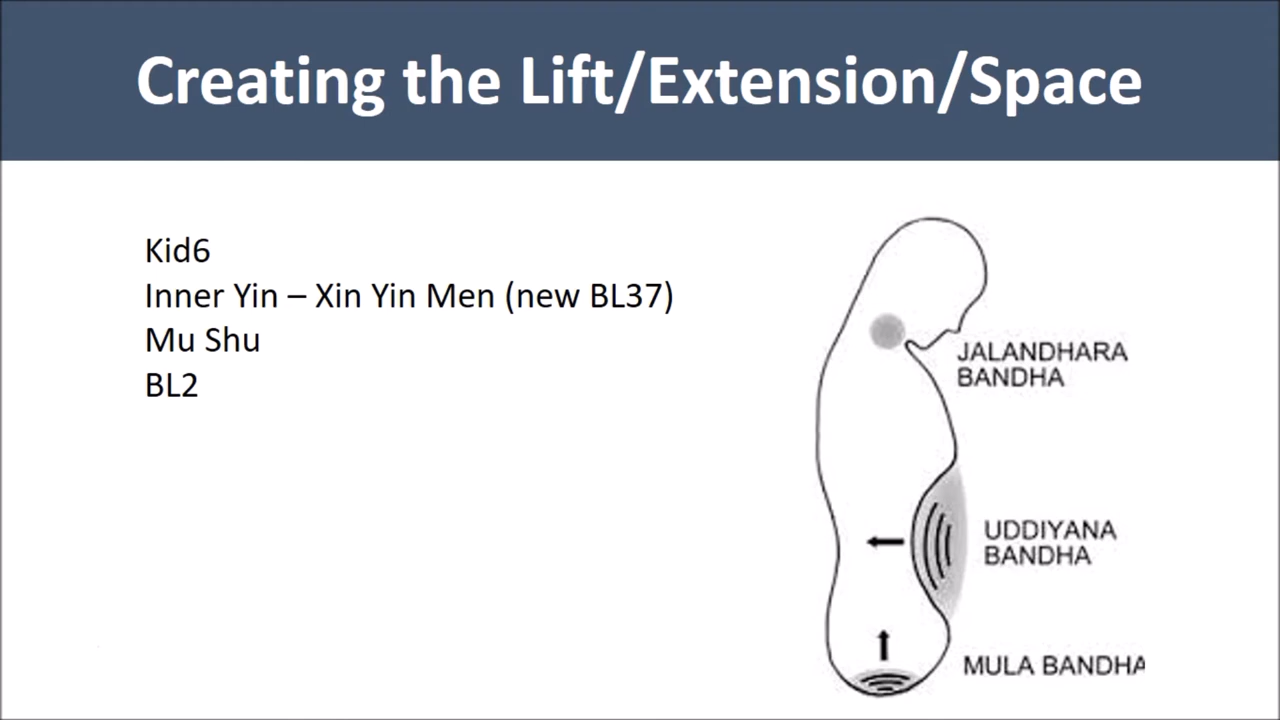 Creating the Lift/Extension/Space
Kid6
Inner Yin – Xin Yin Men (new BL37)
Mu Shu
BL2
JALANDHARA
BANDHA
UDDIYANA
BANDHA
MULA BANDHA